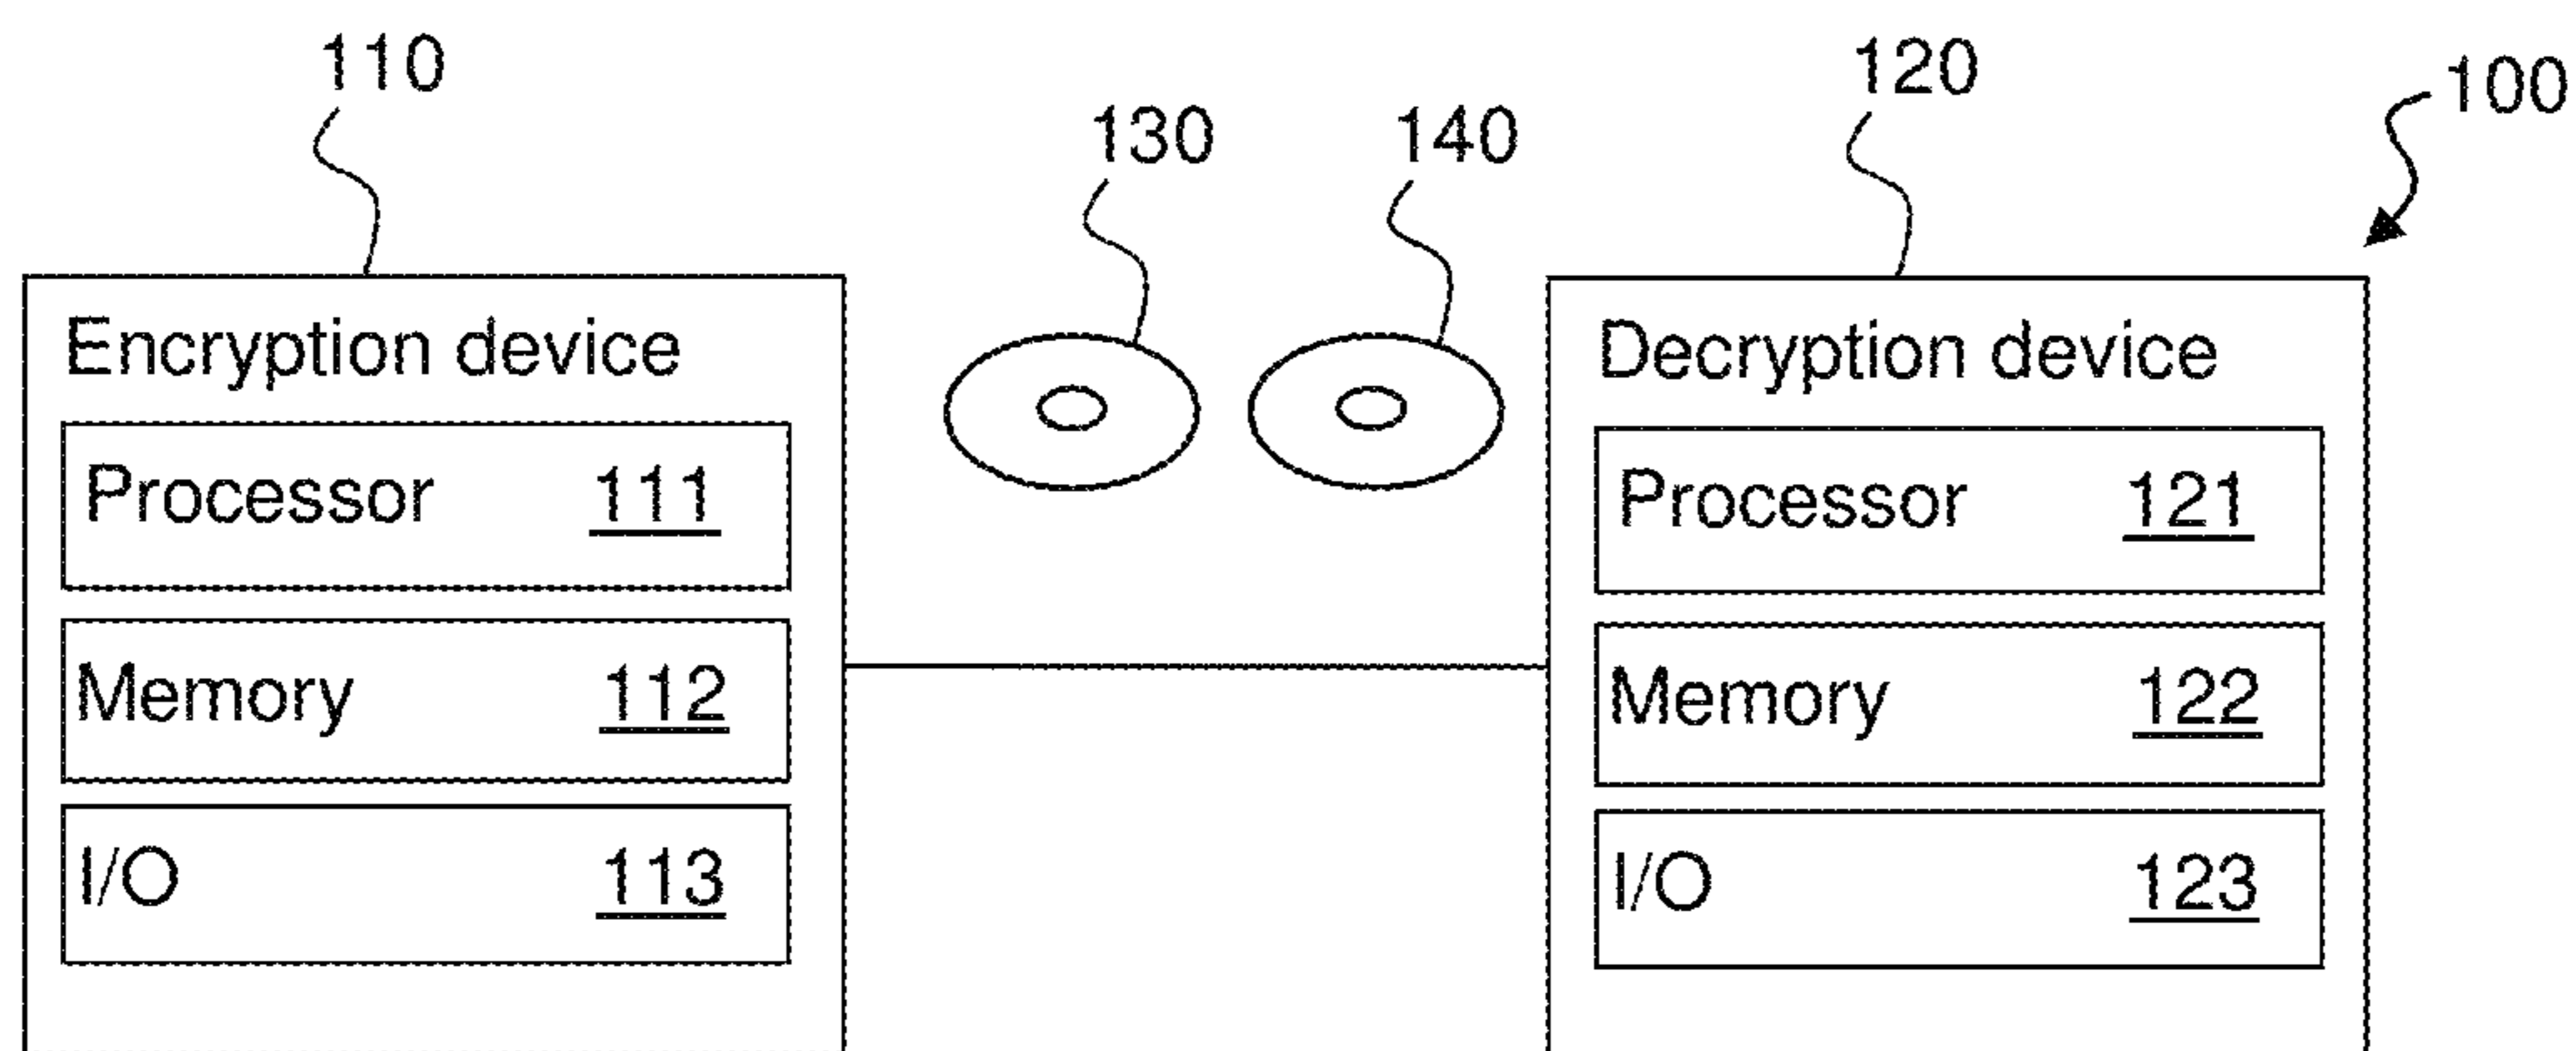 110
120
100
130
140
Encryption device
Processor 111
Memory 112
I/O 113
Decryption device
Processor 121
Memory 122
I/O 123